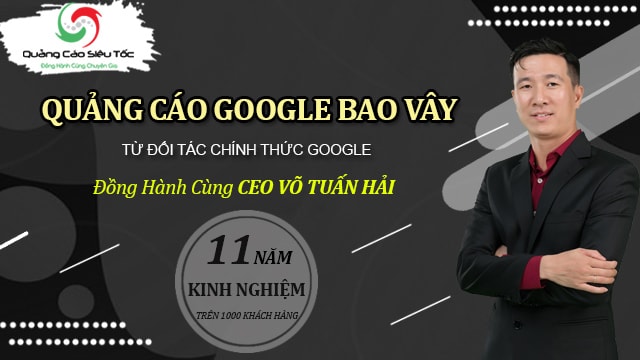 Quảng Cáo Siêu Tốc
Đồng Hành Cùng Chuyên Gia
QUẢNG CÁO GOOGLE BAO VÂY
TỪ ĐỐI TÁC CHÍNH THỨC GOOGLE
Đồng Hành Cùng CEO VÕ TUẤN HẢI
11 NĂM
KINH NGHIỆM
TRÊN 1000 KHÁCH HÀNG